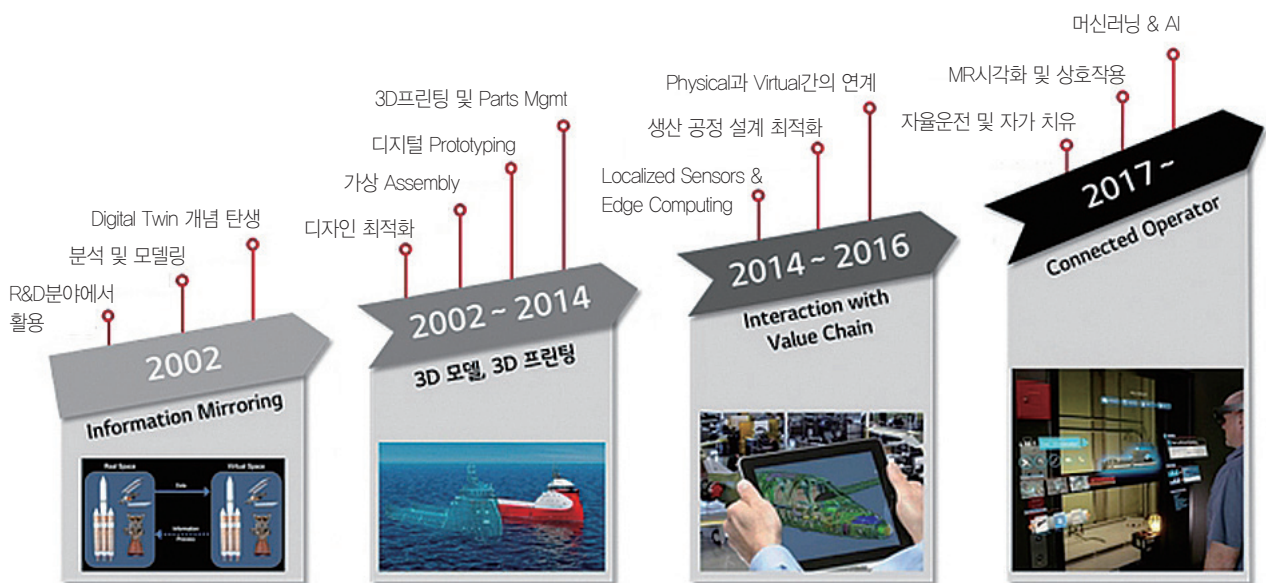 R&D분야에서
활용
분석 및 모델링
Digital Twin 개념 탄생
2002
Information Mirroring
Real Space
Virtual Space
Data
Information
Process
디자인 최적화
가상 Assembly
디지털 Prototyping
3D프린팅 및 Parts Mgmt
2002 ~ 2014
3D 모델, 3D 프린팅
Localized Sensors &
Edge Computing
생산 공정 설계 최적화
Physical과 Virtual간의 연계
2014 ~ 2016
Interaction with
Value Chain
자율운전 및 자가 치유
MR시각화 및 상호작용
머신러닝 & AI
2017 ~
Connected Operator